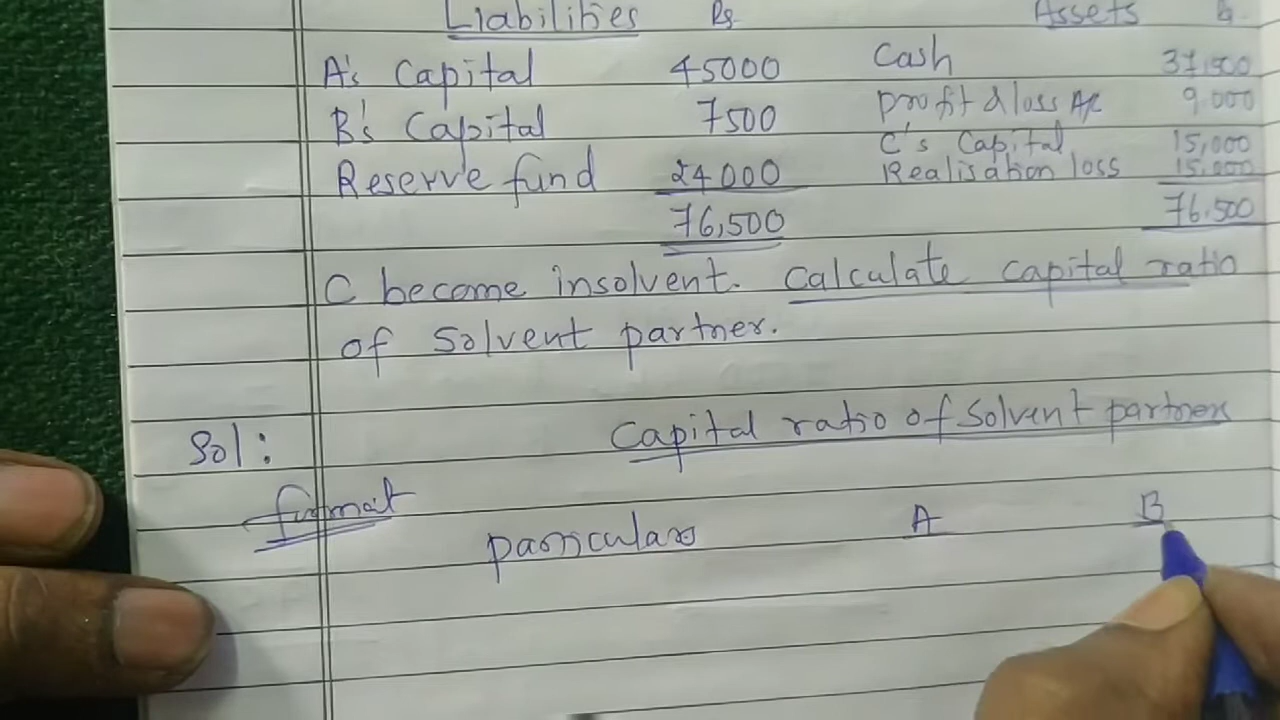 Liabilities Rs Assets Rs
A's Capital 45000 Cash 37,500
B's Capital 7500 profit & loss A/c 9,000
C's Capital 15,000
Reserve fund 24000 Realisation loss 15,000
76,500 76,500
C become insolvent. Calculate capital ratio
of solvent partner.
Sol: Capital ratio of solvent partners
format
particulars A B